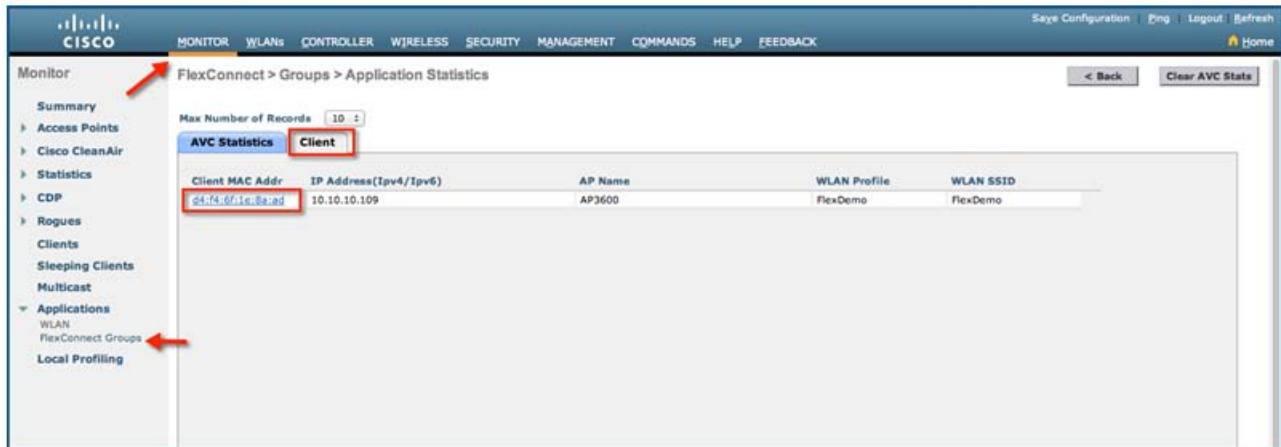 Save Configuration Ping Logout Refresh
CISCO
MONITOR WLANs CONTROLLER WIRELESS SECURITY MANAGEMENT COMMANDS HELP FEEDBACK
Home
Monitor
Summary
Access Points
Cisco CleanAir
Statistics
CDP
Rogues
Clients
Sleeping Clients
Multicast
Applications
WLAN
FlexConnect Groups
Local Profiling
FlexConnect > Groups > Application Statistics
< Back
Clear AVC Stats
Max Number of Records 10
AVC Statistics Client
Client MAC Addr IP Address(Ipv4/Ipv6) AP Name WLAN Profile WLAN SSID
d4:f4:6f:1e:8a:ad 10.10.10.109 AP3600 FlexDemo FlexDemo